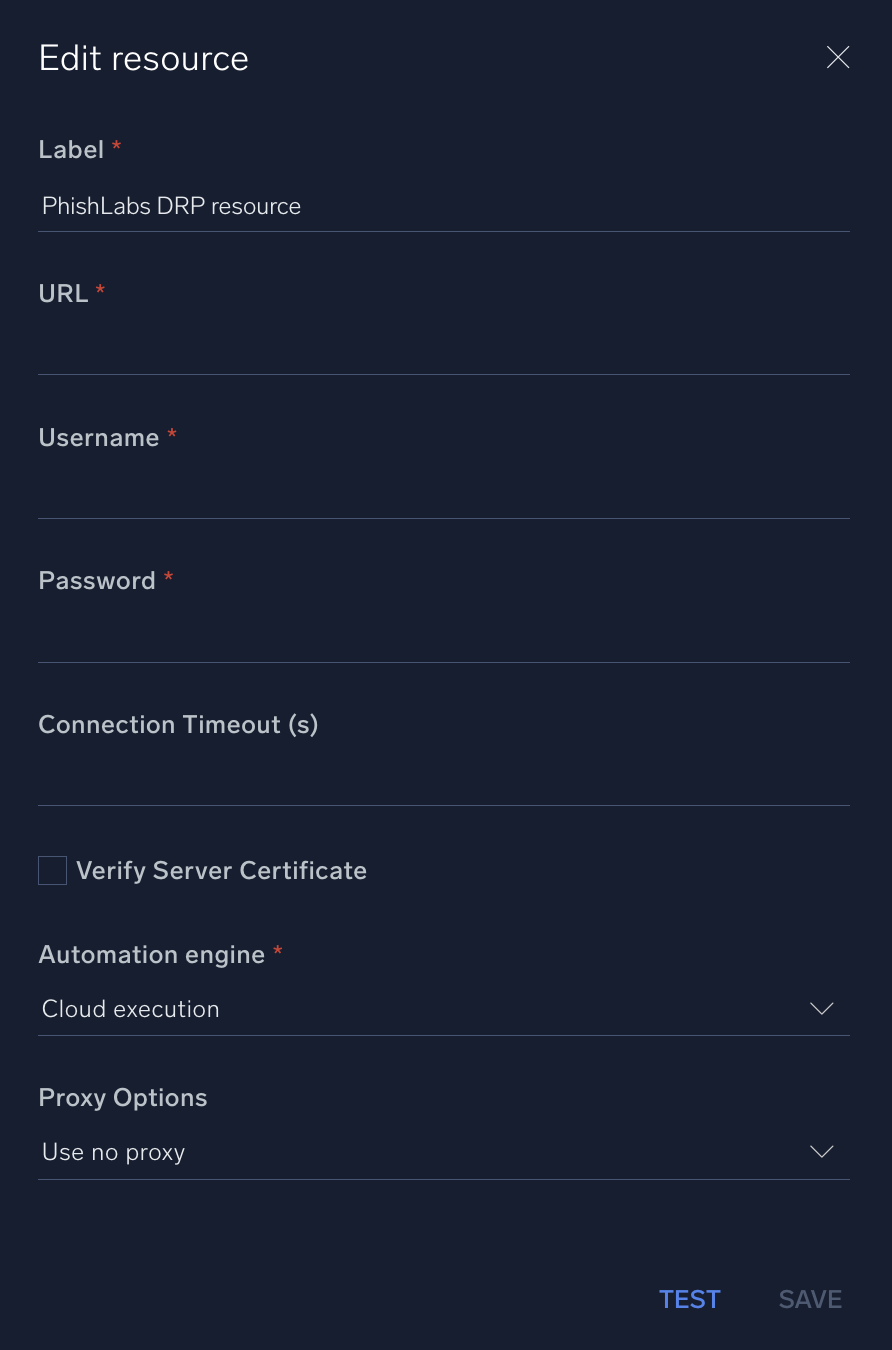 Edit resource
Label *
PhishLabs DRP resource
URL *
Username *
Password *
Connection Timeout (s)
Verify Server Certificate
Automation engine *
Cloud execution
Proxy Options
Use no proxy
TEST SAVE